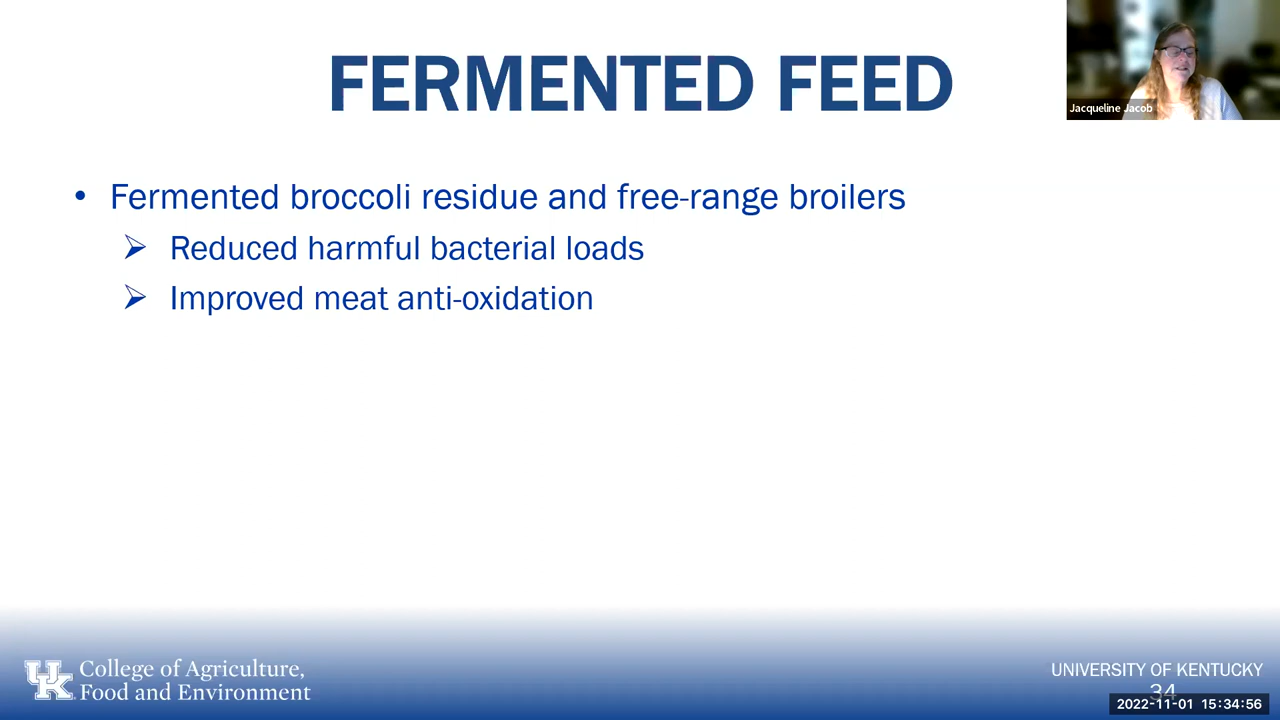 FERMENTED FEED
Jacqueline Jacob
• Fermented broccoli residue and free-range broilers
➢ Reduced harmful bacterial loads
➢ Improved meat anti-oxidation
UK College of Agriculture,
Food and Environment
UNIVERSITY OF KENTUCKY
34
2022-11-01 15:34:56